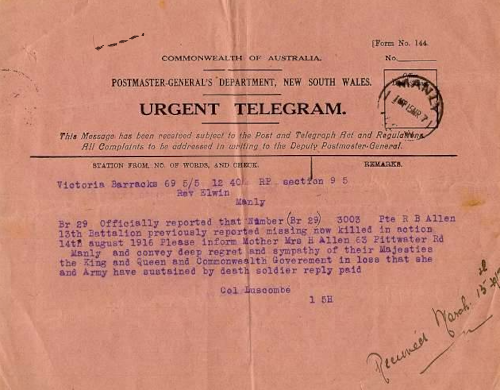 [Form No. 144.
COMMONWEALTH OF AUSTRALIA.
No.
POSTMASTER-GENERAL'S DEPARTMENT, NEW SOUTH WALES.
MANLY
URGENT TELEGRAM.
This Message has been received subject to the Post and Telegraph Act and Regulations.
All Complaints to be addressed in writing to the Deputy Postmaster-General.
STATION FROM, NO. OF WORDS, AND CHECK. REMARKS.
Victoria Barracks 69 5/5 12 40 RP section 9 5
Rev Elwin
Manly
Br 29 Officially reported that Number (Br 29) 3003 Pte R B Allen
13th Battalion previously reported missing now killed in action
14th august 1916 Please inform Mother Mrs H Allen 63 Pittwater Rd
Manly and convey deep regret and sympathy of their Majesties
the King and Queen and Commonwealth Goverement in loss that she
and Army have sustained by death soldier reply paid
Col Luscombe
1 5H
Received March